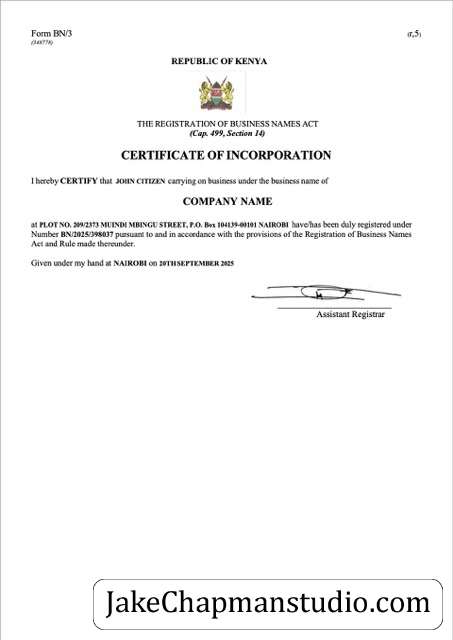 Form BN/3
(348778)
REPUBLIC OF KENYA
THE REGISTRATION OF BUSINESS NAMES ACT
(Cap. 499, Section 14)
CERTIFICATE OF INCORPORATION
I hereby CERTIFY that JOHN CITIZEN carrying on business under the business name of
COMPANY NAME
at PLOT NO. 209/2373 MUINDI MBINGU STREET, P.O. Box 104139-00101 NAIROBI have/has been duly registered under
Number BN/2025/398037 pursuant to and in accordance with the provisions of the Registration of Business Names
Act and Rule made thereunder.
Given under my hand at NAIROBI on 20TH SEPTEMBER 2025
Assistant Registrar
JakeChapmanstudio.com